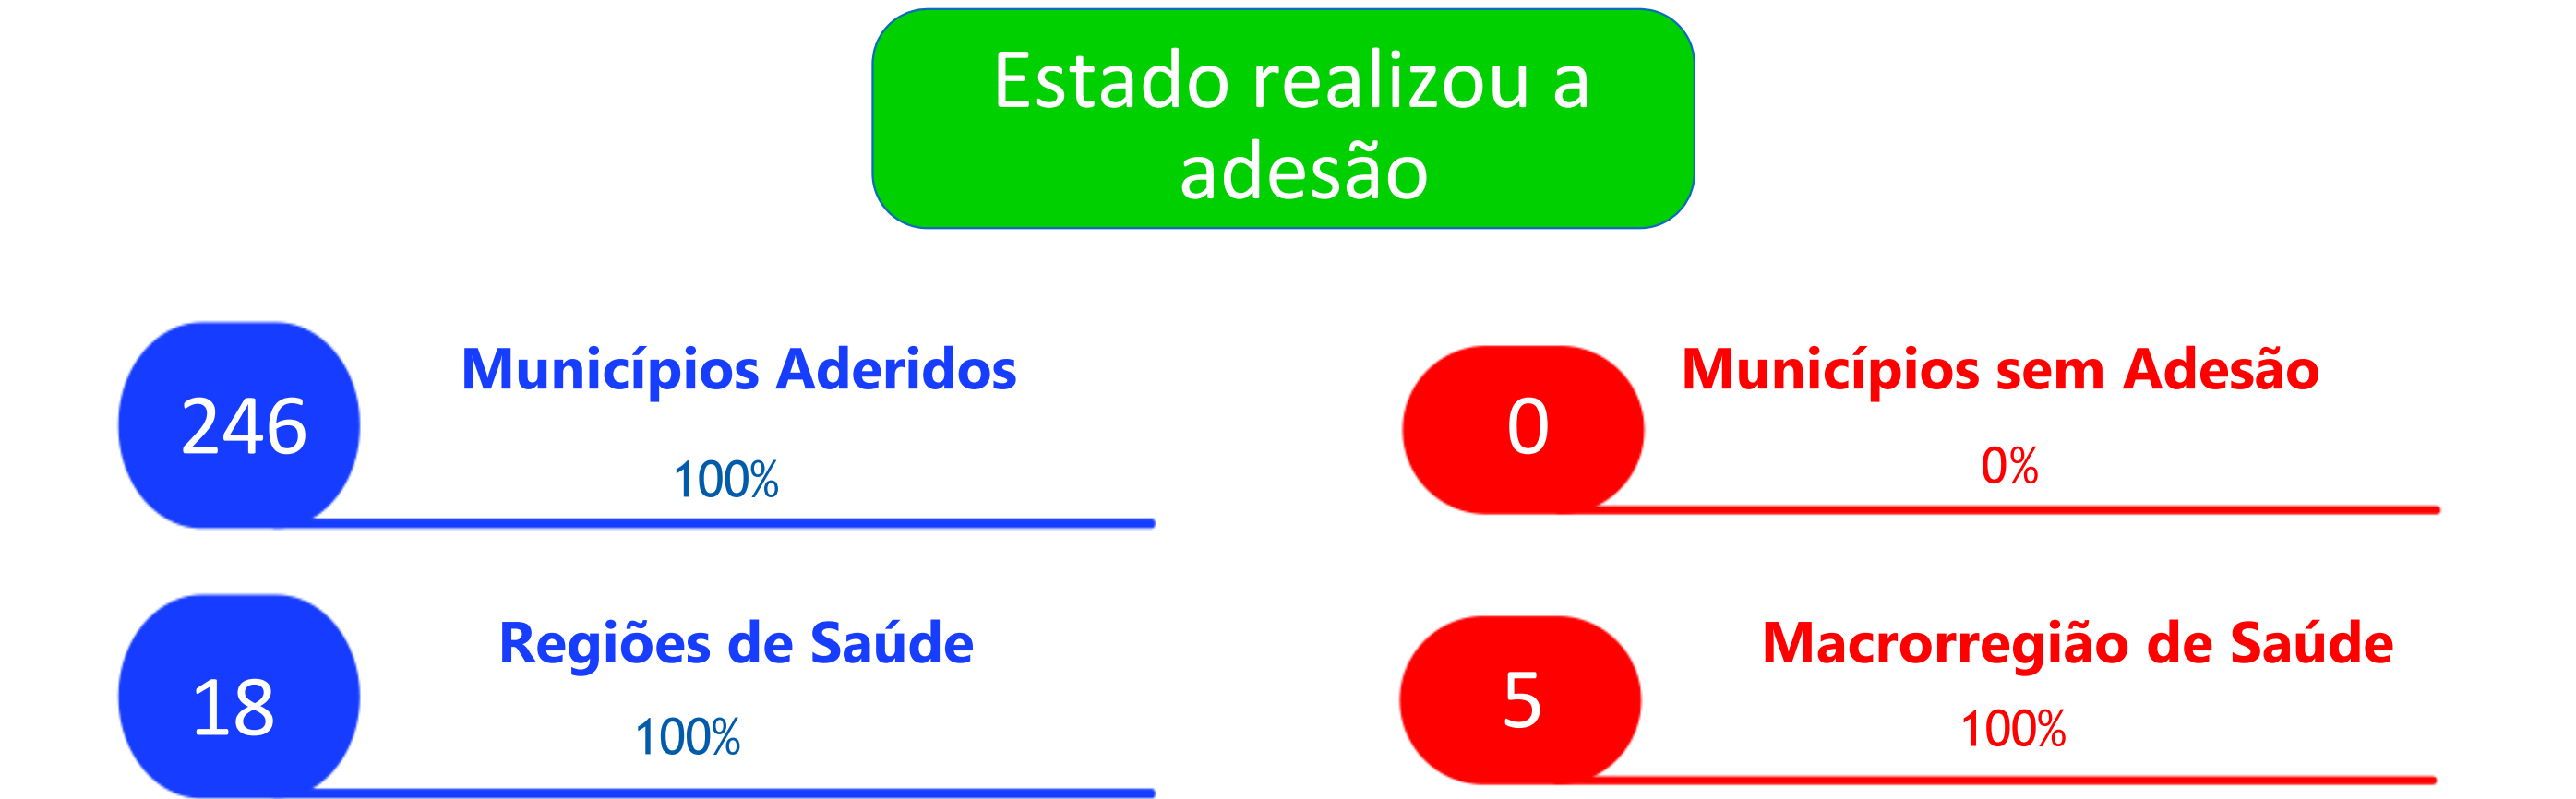 Estado realizou a
adesão
246
Municípios Aderidos
100%
0
Municípios sem Adesão
0%
18
Regiões de Saúde
100%
5
Macrorregião de Saúde
100%